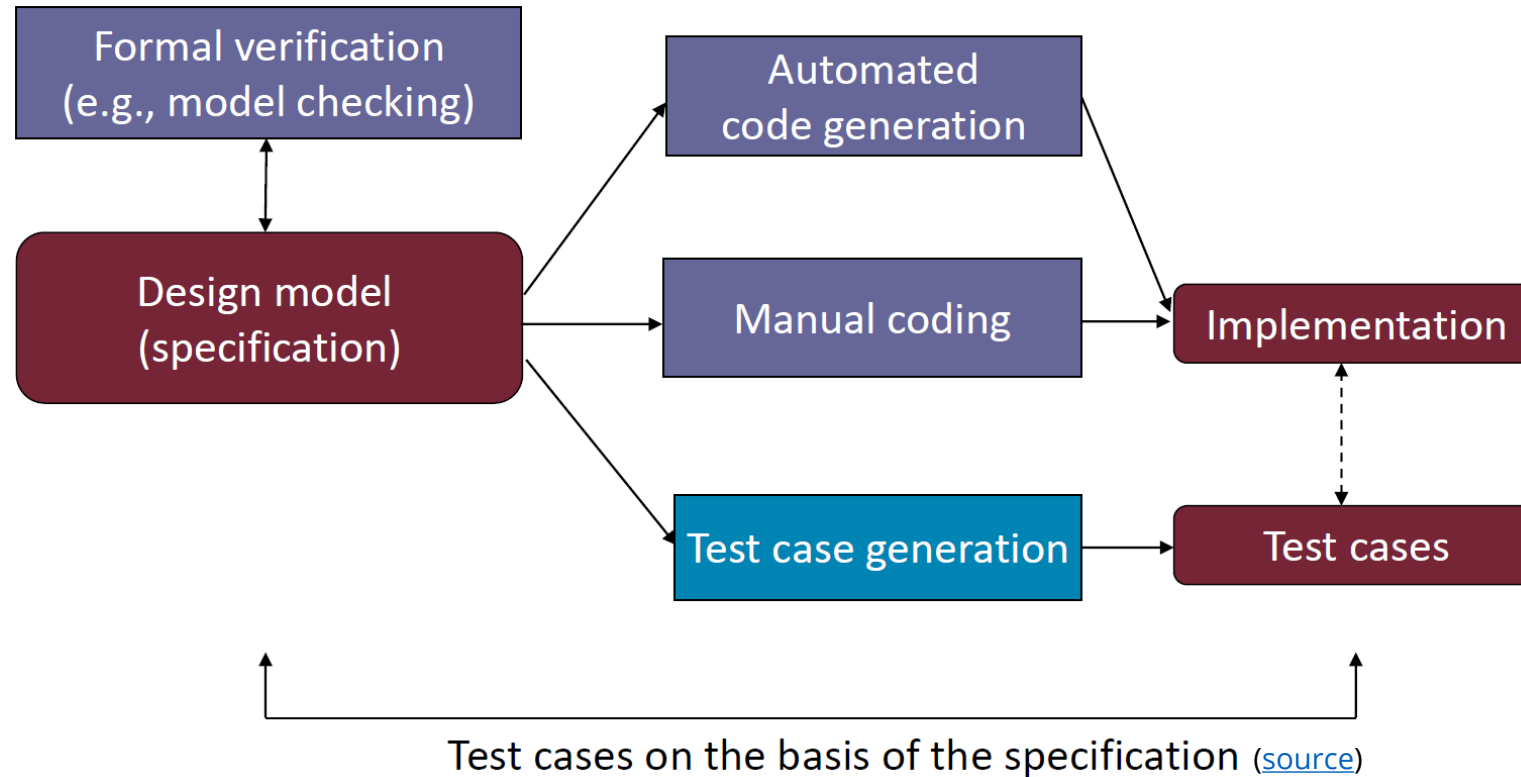 Formal verification
(e.g., model checking)
Automated
code generation
Design model
(specification)
Manual coding
Implementation
Test case generation
Test cases
Test cases on the basis of the specification (source)